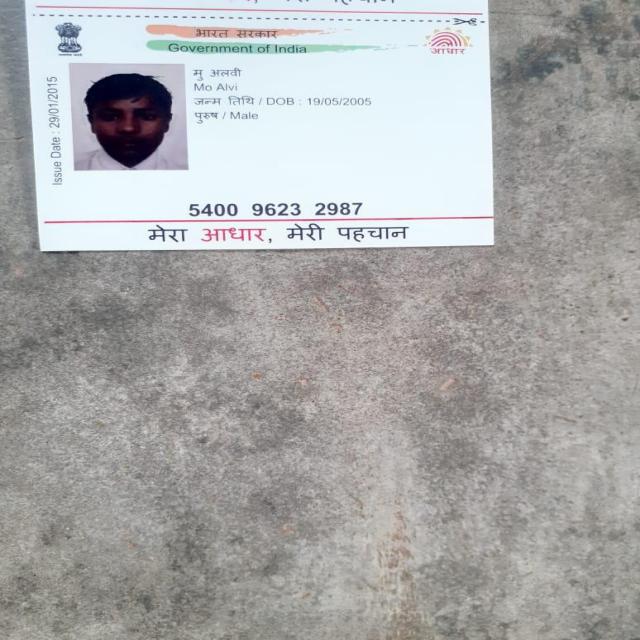 भारत सरकार
Government of India
आधार
Issue Date : 29/01/2015
मु अलवी
Mo Alvi
जन्म तिथि / DOB : 19/05/2005
पुरुष / Male
5400 9623 2987
मेरा आधार, मेरी पहचान